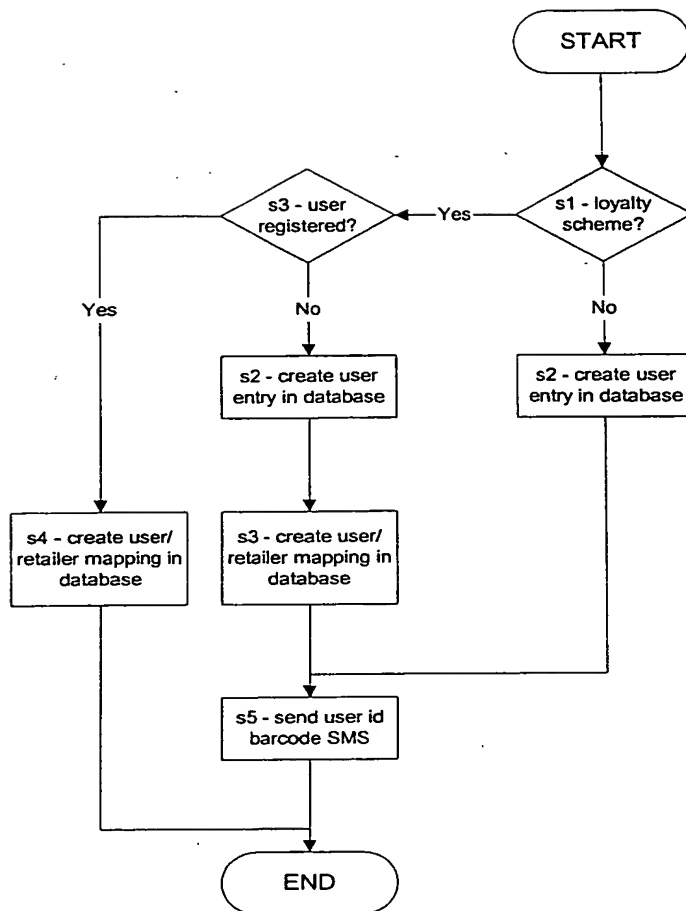 START
s3 - user
registered?
Yes
s1 - loyalty
scheme?
Yes
No
No
s2 - create user
entry in database
s2 - create user
entry in database
s4 - create user/
retailer mapping in
database
s3 - create user/
retailer mapping in
database
s5 - send user id
barcode SMS
END